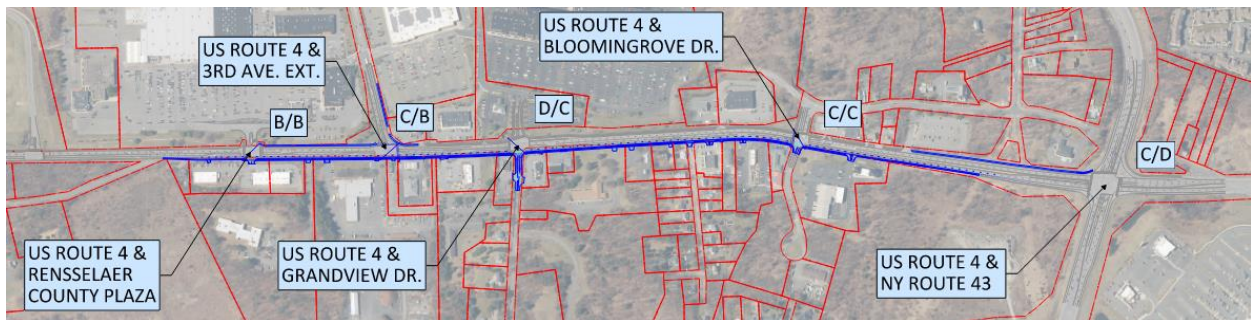 US ROUTE 4 &
3RD AVE. EXT.
US ROUTE 4 &
BLOOMINGROVE DR.
B/B
C/B
D/C
C/C
C/D
US ROUTE 4 &
RENSSELAER
COUNTY PLAZA
US ROUTE 4 &
GRANDVIEW DR.
US ROUTE 4 &
NY ROUTE 43